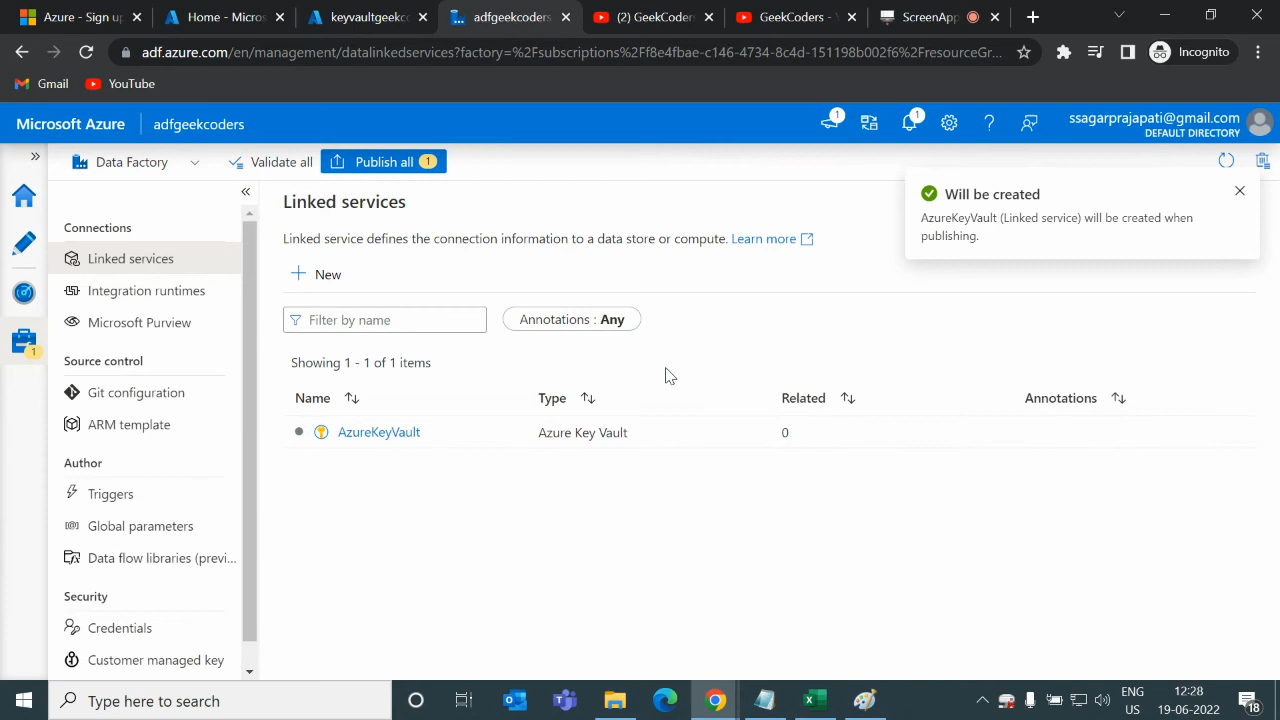 Azure - Sign up
Home - Micros
keyvaultgeekc
adfgeekcoders
(2) GeekCoder
GeekCoders - Y
ScreenApp
adf.azure.com/en/management/datalinkedservices?factory=%2Fsubscriptions%2Ff8e4fbae-c146-4734-8c4d-151198b002f6%2FresourceGr...
Incognito
Gmail
YouTube
Microsoft Azure
adfgeekcoders
1
1
ssagarprajapati@gmail.com
DEFAULT DIRECTORY
Data Factory
Validate all
Publish all 1
Will be created
AzureKeyVault (Linked service) will be created when
publishing.
1
Connections
Linked services
Integration runtimes
Microsoft Purview
Source control
Git configuration
ARM template
Author
Triggers
Global parameters
Data flow libraries (previ...
Security
Credentials
Customer managed key
Linked services
Linked service defines the connection information to a data store or compute. Learn more
New
Filter by name
Annotations : Any
Showing 1 - 1 of 1 items
Name Type Related Annotations
AzureKeyVault Azure Key Vault 0
Type here to search
ENG
US
12:28
19-06-2022
18